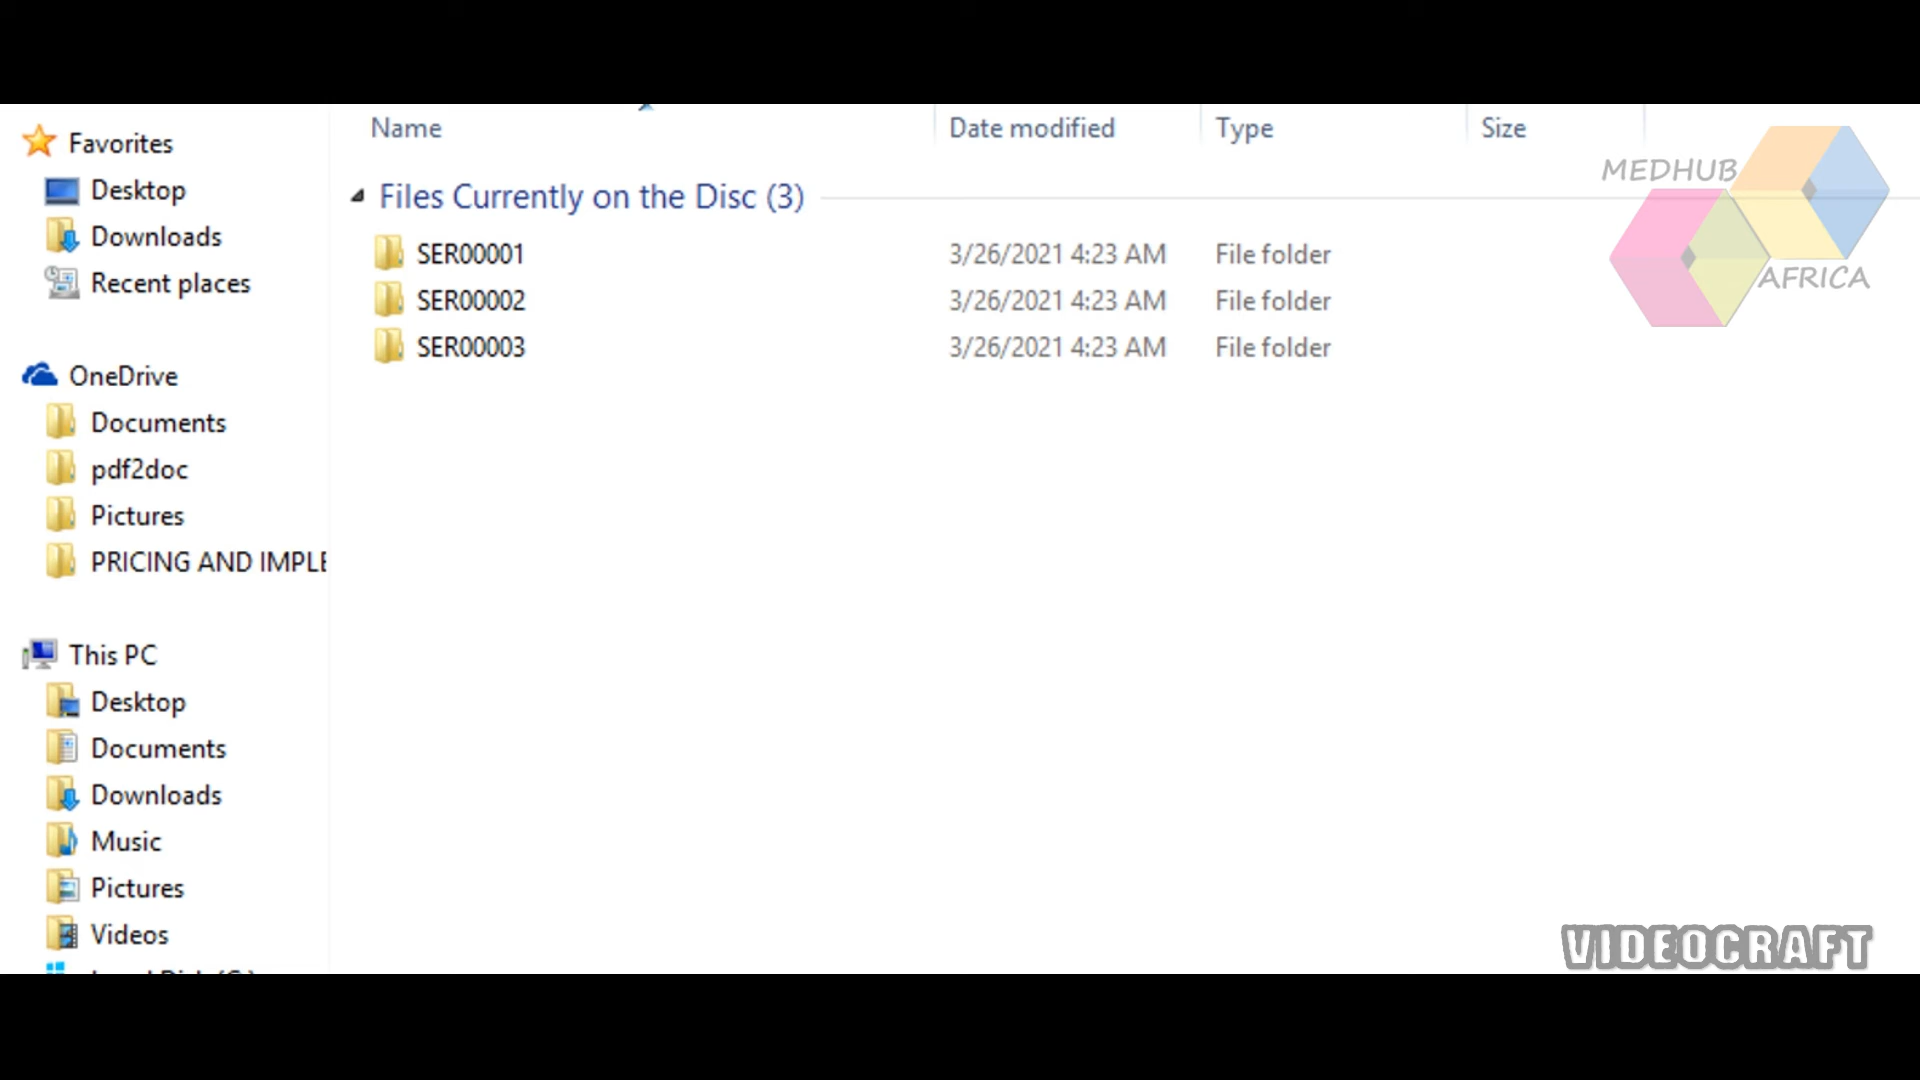 Name Date modified Type Size
Favorites
Desktop
Downloads
Recent places
OneDrive
Documents
pdf2doc
Pictures
PRICING AND IMPLE
This PC
Desktop
Documents
Downloads
Music
Pictures
Videos
Files Currently on the Disc (3)
SER00001 3/26/2021 4:23 AM File folder
SER00002 3/26/2021 4:23 AM File folder
SER00003 3/26/2021 4:23 AM File folder
MEDHUB
AFRICA
VIDEOCRAFT